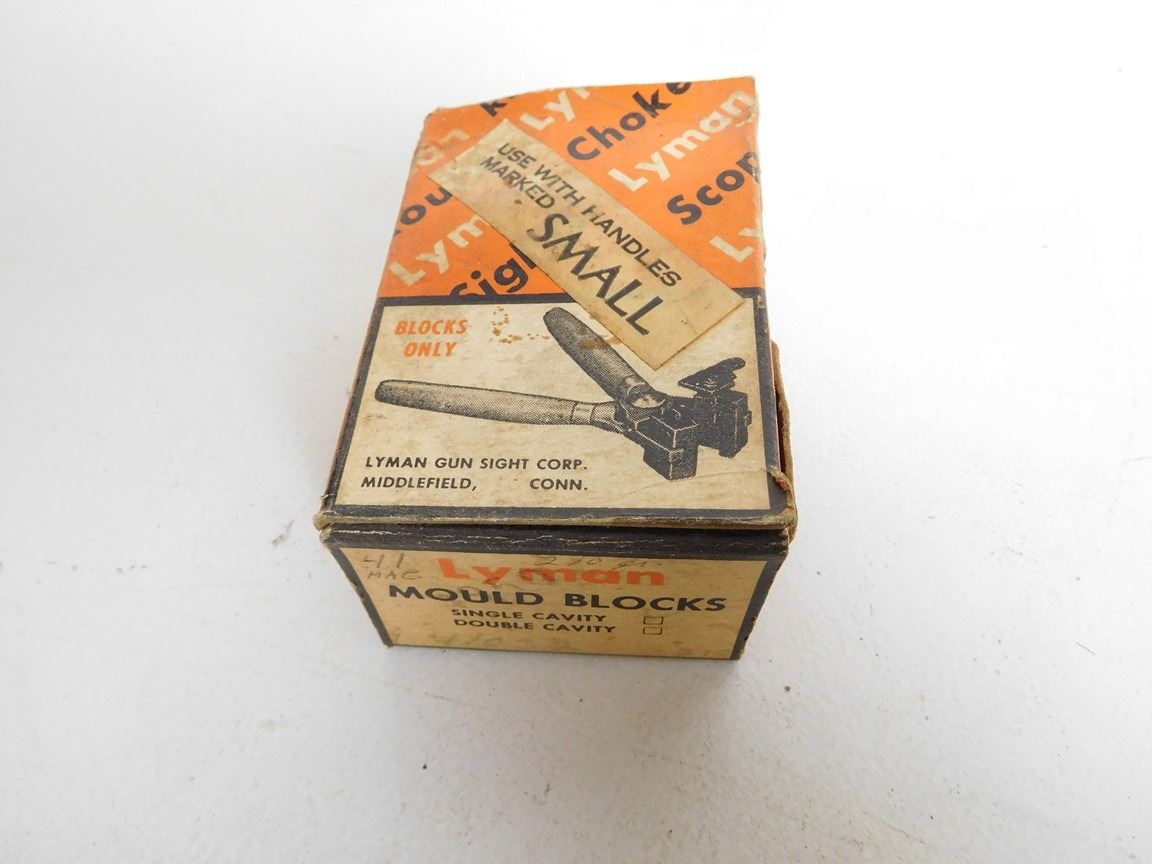 Lyman
Choke
Lyman
Scop
Lym
USE WITH HANDLES
MARKED SMALL
BLOCKS
ONLY
LYMAN GUN SIGHT CORP.
MIDDLEFIELD, CONN.
41
Lyman
MOULD BLOCKS
SINGLE CAVITY
DOUBLE CAVITY